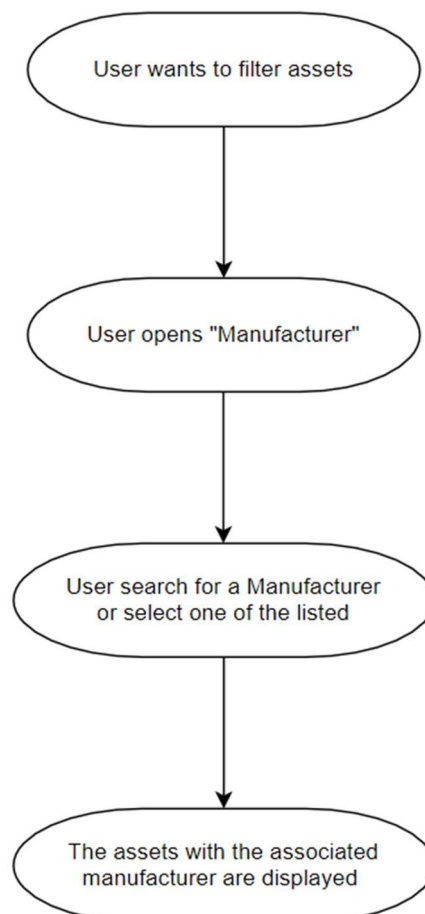 User wants to filter assets
User opens "Manufacturer"
User search for a Manufacturer
or select one of the listed
The assets with the associated
manufacturer are displayed